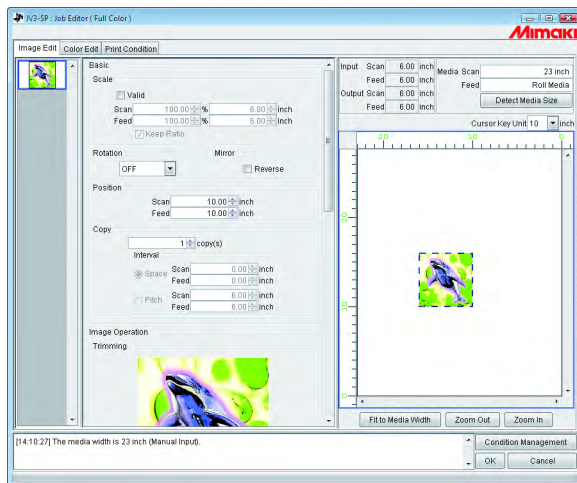 JV3-SP : Job Editor ( Full Color )
Mimaki
Image Edit Color Edit Print Condition
Basic
Scale
Valid
Scan 100.00 % 6.00 inch
Feed 100.00 % 6.00 inch
Keep Ratio
Rotation Mirror
OFF Reverse
Position
Scan 10.00 inch
Feed 10.00 inch
Copy
1 copy(s)
Interval
Space Scan 0.00 inch
Feed 0.00 inch
Pitch Scan 6.00 inch
Feed 6.00 inch
Image Operation
Trimming
Input Scan 6.00 inch
Feed 6.00 inch
Output Scan 6.00 inch
Feed 6.00 inch
Media Scan 23 inch
Feed Roll Media
Detect Media Size
Cursor Key Unit 10 inch
20 10 0
20
10
0
Fit to Media Width Zoom Out Zoom In
[14:10:27] The media width is 23 inch (Manual Input).
Condition Management
OK Cancel